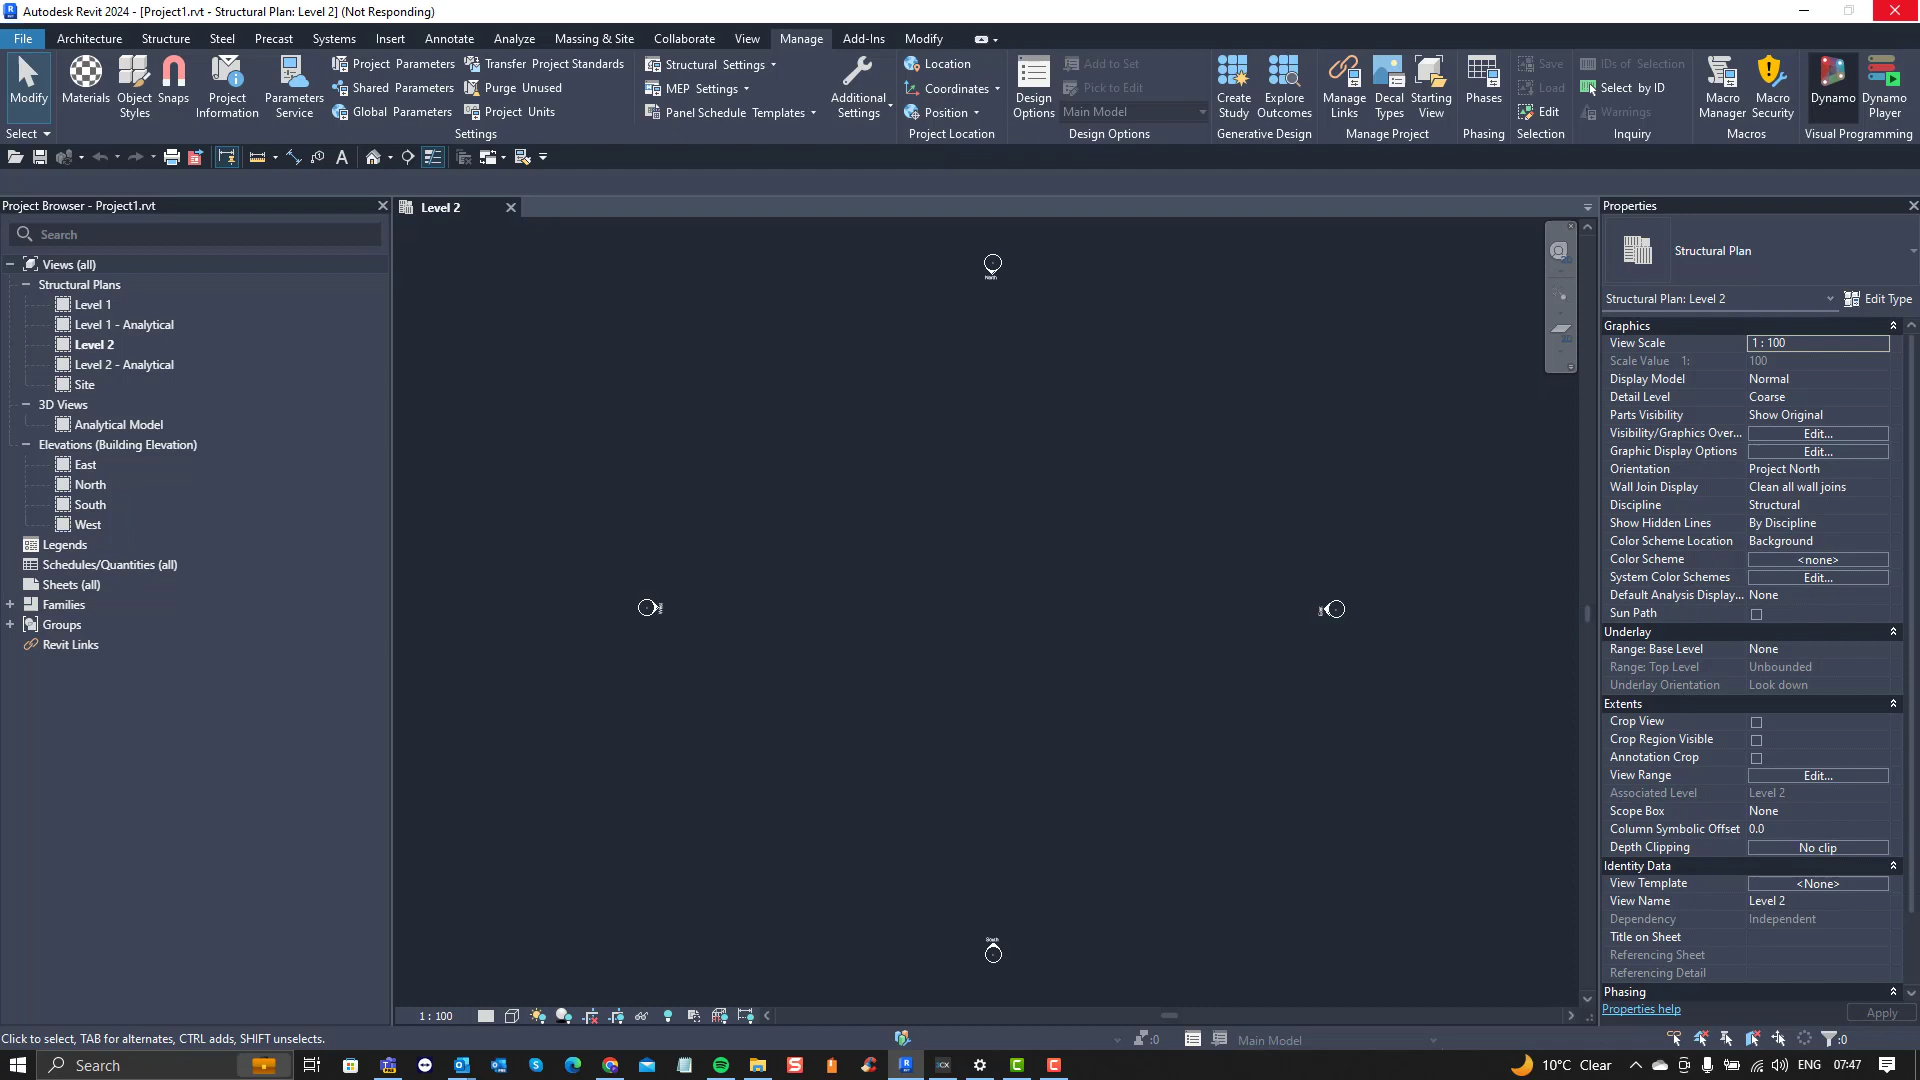 Autodesk Revit 2024 - [Project1.rvt - Structural Plan: Level 2] (Not Responding)
File Architecture Structure Steel Precast Systems Insert Annotate Analyze Massing & Site Collaborate View Manage Add-Ins Modify
Modify
Materials
Object Styles
Snaps
Project Information
Parameters Service
Project Parameters
Shared Parameters
Global Parameters
Transfer Project Standards
Purge Unused
Project Units
Structural Settings
MEP Settings
Panel Schedule Templates
Additional Settings
Location
Coordinates
Position
Design Options
Add to Set
Pick to Edit
Main Model
Create Study
Explore Outcomes
Manage Links
Decal Types
Starting View
Phases
Save
Load
Edit
IDs of Selection
Select by ID
Warnings
Macro Manager
Macro Security
Dynamo
Dynamo Player
Select Settings Project Location Design Options Generative Design Manage Project Phasing Selection Inquiry Macros Visual Programming
Project Browser - Project1.rvt
Search
Views (all)
Structural Plans
Level 1
Level 1 - Analytical
Level 2
Level 2 - Analytical
Site
3D Views
Analytical Model
Elevations (Building Elevation)
East
North
South
West
Legends
Schedules/Quantities (all)
Sheets (all)
Families
Groups
Revit Links
Level 2
North
South
Properties
Structural Plan
Structural Plan: Level 2 Edit Type
Graphics
View Scale 1 : 100
Scale Value 1: 100
Display Model Normal
Detail Level Coarse
Parts Visibility Show Original
Visibility/Graphics Over... Edit...
Graphic Display Options Edit...
Orientation Project North
Wall Join Display Clean all wall joins
Discipline Structural
Show Hidden Lines By Discipline
Color Scheme Location Background
Color Scheme <none>
System Color Schemes Edit...
Default Analysis Display... None
Sun Path
Underlay
Range: Base Level None
Range: Top Level Unbounded
Underlay Orientation Look down
Extents
Crop View
Crop Region Visible
Annotation Crop
View Range Edit...
Associated Level Level 2
Scope Box None
Column Symbolic Offset 0.0
Depth Clipping No clip
Identity Data
View Template <None>
View Name Level 2
Dependency Independent
Title on Sheet
Referencing Sheet
Referencing Detail
Phasing
Properties help Apply
1 : 100
Click to select, TAB for alternates, CTRL adds, SHIFT unselects. :0 Main Model :0
Search 10°C Clear ENG 07:47